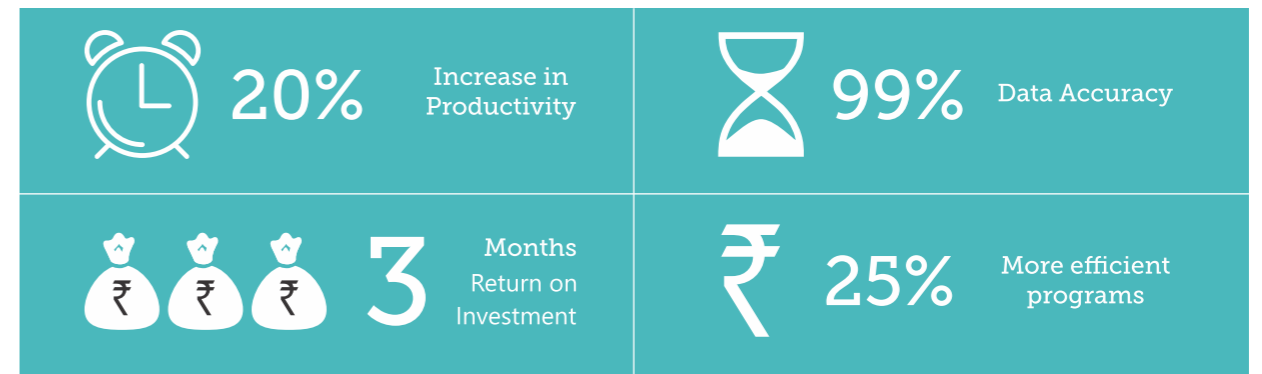 20%
Increase in
Productivity
99%
Data Accuracy
₹ ₹ ₹
3
Months
Return on
Investment
₹
25%
More efficient
programs